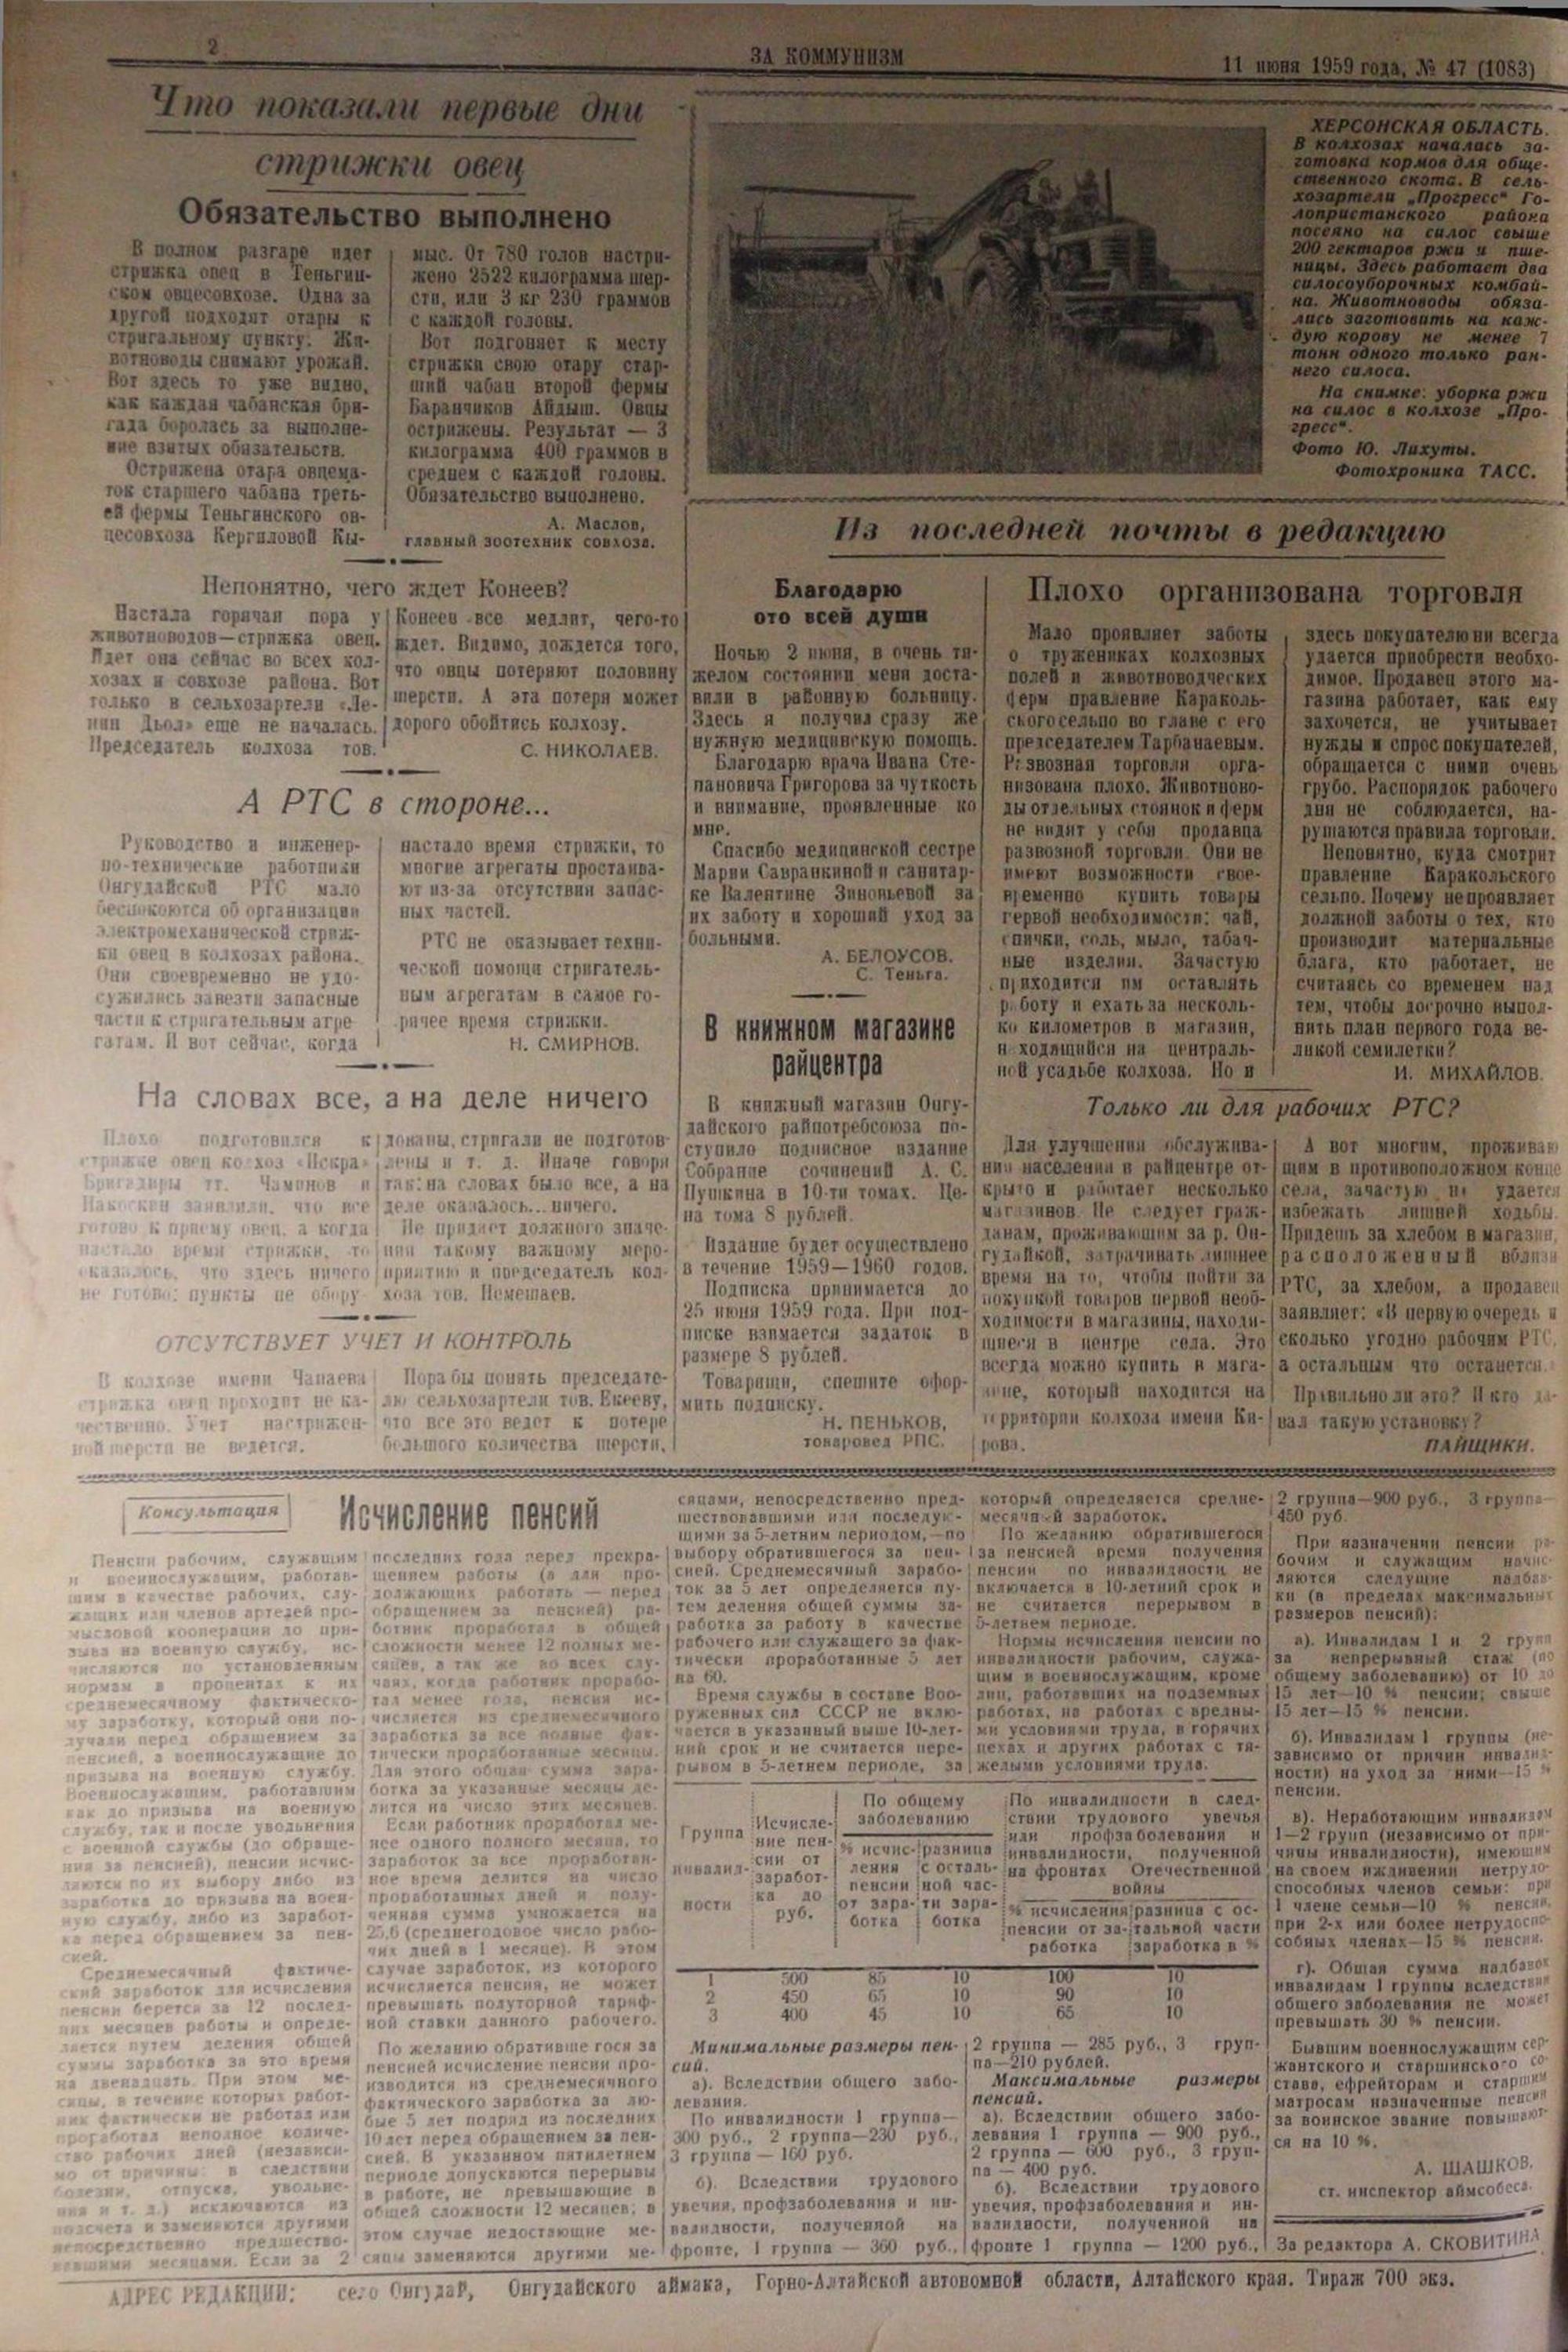 2
ЗА КОММУНИЗМ
11 июня 1959 года, № 47 (1083)
Что показали первые дни
стрижки овец
Обязательство выполнено
В полном разгаре идет
стрижка овец в Теньгин-
ском овцесовхозе. Одна за
другой подходят отары к
стригальному пункту. Жи-
вотноводы снимают урожай.
Вот здесь то уже видно,
как каждая чабанская бри-
гада боролась за выполне-
ние взятых обязательств.
Острижена отара овцема-
ток старшего чабана треть-
ей фермы Теньгинского ов-
цесовхоза Кергиловой Кы-
мыс. От 780 голов настри-
жено 2522 килограмма шер-
сти, или 3 кг 230 граммов
с каждой головы.
Вот подгоняет к месту
стрижки свою отару стар-
ший чабан второй фермы
Баранчиков Айдыш. Овцы
острижены. Результат — 3
килограмма 400 граммов в
среднем с каждой головы.
Обязательство выполнено.
А. Маслов,
главный зоотехник совхоза.
ХЕРСОНСКАЯ ОБЛАСТЬ.
В колхозах началась за-
готовка кормов для обще-
ственного скота. В сель-
хозартели „Прогресс“ Го-
лопристанского района
посеяно на силос свыше
200 гектаров ржи и пше-
ницы. Здесь работает два
силосоуборочных комбай-
на. Животноводы обяза-
лись заготовить на каж-
дую корову не менее 7
тонн одного только ран-
него силоса.
На снимке: уборка ржи
на силос в колхозе „Про-
гресс“.
Фото Ю. Лихуты.
Фотохроника ТАСС.
Непонятно, чего ждет Конеев?
Настала горячая пора у
животноводов—стрижка овец.
Идет она сейчас во всех кол-
хозах и совхозе района. Вот
только в сельхозартели «Ле-
нин Дьол» еще не началась.
Председатель колхоза тов.
Конеев все медлит, чего-то
ждет. Видимо, дождется того,
что овцы потеряют половину
шерсти. А эта потеря может
дорого обойтись колхозу.
С. НИКОЛАЕВ.
А РТС в стороне...
Руководство и инженер-
но-технические работники
Онгудайской РТС мало
беспокоются об организации
электромеханической стриж-
ки овец в колхозах района.
Они своевременно не удо-
сужились завезти запасные
части к стригательным агре
гатам. И вот сейчас, когда
настало время стрижки, то
многие агрегаты простаива-
ют из-за отсутствия запас-
ных частей.
РТС не оказывает техни-
ческой помощи стригатель-
ным агрегатам в самое го-
рячее время стрижки.
Н. СМИРНОВ.
На словах все, а на деле ничего
Плохо подготовился к
стрижке овец колхоз «Искра»
Бригадиры тт. Чаминов и
заявили, что все
готово к приему овец, а когда
настало время стрижки, то
оказалось, что здесь ничего
не готово: пункты не обору
дованы, стригали не подготов-
лены и т. д. Иначе говоря
так: на словах было все, а на
деле оказалось... ничего.
Не придает должного значе-
нии такому важному меро-
приятию и председатель кол-
хоза тов. Немешаев.
ОТСУТСТВУЕТ УЧЕТ И КОНТРОЛЬ
В колхозе имени Чапаева
стрижка овец проходит не ка-
чественно. Учет настрижен-
ной шерсти не ведется.
Пора бы понять председате-
лю сельхозартели тов. Екееву,
что все это ведет к потере
большого количества шерсти.
Из последней почты в редакцию
Благодарю
ото всей души
Ночью 2 июня, в очень тя-
желом состоянии меня доста-
вили в районную больницу.
Здесь я получил сразу же
нужную медицинскую помощь.
Благодарю врача Ивана Сте-
пановича Григорова за чуткость
и внимание, проявленные ко
мне.
Спасибо медицинской сестре
Марии Савранкиной и санитар-
ке Валентине Зиновьевой за
их заботу и хороший уход за
больными.
А. БЕЛОУСОВ.
С. Теньга.
В книжном магазине
райцентра
В книжный магазин Онгу-
дайского райпотребсоюза по-
ступило подписное издание
Собрание сочинений А. С.
Пушкина в 10-ти томах. Це-
на тома 8 рублей.
Издание будет осуществлено
в течение 1959—1960 годов.
Подписка принимается до
25 июня 1959 года. При под-
писке взимается задаток в
размере 8 рублей.
Товарищи, спешите офор-
мить подписку.
Н. ПЕНЬКОВ,
товаровед РПС.
Плохо организована торговля
Мало проявляет заботы
о тружениках колхозных
полей и животноводческих
ферм правление Караколь-
ского сельпо во главе с его
председателем Тарбанаевым.
Развозная торговля орга-
низована плохо. Животново-
ды отдельных стоянок и ферм
не видят у себя продавца
развозной торговли. Они не
имеют возможности свое-
временно купить товары
первой необходимости: чай,
спички, соль, мыло, табач-
ные изделия. Зачастую
приходится им оставлять
работу и ехать за несколь-
ко километров в магазин,
находящийся на централь-
ной усадьбе колхоза. Но и
здесь покупателю ни всегда
удается приобрести необхо-
димое. Продавец этого ма-
газина работает, как ему
захочется, не учитывает
нужды и спрос покупателей,
обращается с ними очень
грубо. Распорядок рабочего
дня не соблюдается, на-
рушаются правила торговли.
Непонятно, куда смотрит
правление Каракольского
сельпо. Почему не проявляет
должной заботы о тех, кто
производит материальные
блага, кто работает, не
считаясь со временем над
тем, чтобы досрочно выпол-
нить план первого года ве-
ликой семилетки?
И. МИХАЙЛОВ.
Только ли для рабочих РТС?
Для улучшения обслужива-
ния населения в райцентре от-
крыто и работает несколько
магазинов. Не следует граж-
данам, проживающим за р. Он-
гудайкой, затрачивать лишнее
время на то, чтобы пойти за
покупкой товаров первой необ-
ходимости в магазины, находя-
щиеся в центре села. Это
всегда можно купить в мага-
зине, который находится на
территории колхоза имени Ки-
рова.
А вот многим, проживаю
щим в противоположном конце
села, зачастую не удается
избежать лишней ходьбы.
Придешь за хлебом в магазин,
расположенный вблизи
РТС, за хлебом, а продавец
заявляет: «В первую очередь и
сколько угодно рабочим РТС,
а остальным что останется.
Правильно ли это? И кто да-
вал такую установку?
ПАЙЩИКИ.
Консультация
Исчисление пенсий
Пенсии рабочим, служащим
и военнослужащим, работав-
шим в качестве рабочих, слу-
жащих или членов артелей про-
мысловой кооперации до при-
зыва на военную службу, ис-
числяются по установленным
нормам в процентах к их
среднемесячному фактическо-
му заработку, который они по-
лучали перед обращением за
пенсией, а военнослужащие до
призыва на военную службу.
Военнослужащим, работавшим
как до призыва на военную
службу, так и после увольнения
с военной службы (до обраще-
ния за пенсией), пенсии исчис-
ляются по их выбору либо из
заработка до призыва на воен-
ную службу, либо из заработ-
ка перед обращением за пен-
сией.
Среднемесячный фактиче-
ский заработок для исчисления
пенсии берется за 12 послед-
них месяцев работы и опреде-
ляется путем деления общей
суммы заработка за это время
на двенадцать. При этом ме-
сяцы, в течение которых работ-
ник фактически не работал или
проработал неполное количе-
ство рабочих дней (независи-
мо от причины: в следствии
болезни, отпуска, увольне-
ния и т. д.) исключаются из
подсчета и заменяются другими
непосредственно предшество-
вавшими месяцами. Если за 2
последних года перед прекра-
щением работы (а для про-
должающих работать — перед
обращением за пенсией) ра-
ботник проработал в общей
сложности менее 12 полных ме-
сяцев, а так же во всех слу-
чаях, когда работник прорабо-
тал менее года, пенсия ис-
числяется из среднемесячного
заработка за все полные фак-
тически проработанные месяцы.
Для этого общая сумма зара-
ботка за указанные месяцы де-
лится на число этих месяцев.
Если работник проработал ме-
нее одного полного месяца, то
заработок за все проработан-
ное время делится на число
проработанных дней и полу-
ченная сумма умножается на
25,6 (среднегодовое число рабо-
чих дней в 1 месяце). В этом
случае заработок, из которого
исчисляется пенсия, не может
превышать полуторной тариф-
ной ставки данного рабочего.
По желанию обративше гося за
пенсией исчисление пенсии про-
изводится из среднемесячного
фактического заработка за лю-
бые 5 лет подряд из последних
10 лет перед обращением за пен-
сией. В указанном пятилетнем
периоде допускаются перерывы
в работе, не превышающие в
общей сложности 12 месяцев; в
этом случае недостающие ме-
сяцы заменяются другими ме-
сяцами, непосредственно пред-
шествовавшими или последую-
щими за 5-летним периодом,—по
выбору обратившегося за пен-
сией. Среднемесячный зарабо-
ток за 5 лет определяется пу-
тем деления общей суммы за-
работка за работу в качестве
рабочего или служащего за фак-
тически проработанные 5 лет
на 60.
Время службы в составе Воо-
руженных сил СССР не вклю-
чается в указанный выше 10-лет-
ний срок и не считается пере-
рывом в 5-летнем периоде, за
который определяется средне-
месячный заработок.
По желанию обратившегося
за пенсией время получения
пенсии по инвалидности не
включается в 10-летний срок и
не считается перерывом в
5-летнем периоде.
Нормы исчисления пенсии по
инвалидности рабочим, служа-
щим и военнослужащим, кроме
лиц, работавших на подземных
работах, на работах с вредны-
ми условиями труда, в горячих
цехах и других работах с тя-
желыми условиями труда.
Группа инвалид- ности
Исчисле- ние пен- сии от заработ- ка до руб.
По общему заболеванию
% исчис- ления пенсии от зара- ботка
разница с осталь- ной час- ти зара- ботка
По инвалидности в след- ствии трудового увечья или профзаболевания и инвалидности, полученной на фронтах Отечественной войны
% исчисления пенсии от за- работка
разница с ос- тальной части заработка в %
1 500 85 10 100 10
2 450 65 10 90 10
3 400 45 10 65 10
Минимальные размеры пен-
сий.
а). Вследствии общего забо-
левания.
По инвалидности 1 группа—
300 руб., 2 группа—230 руб.,
3 группа — 160 руб.
б). Вследствии трудового
увечия, профзаболевания и ин-
валидности, полученной на
фронте, 1 группа — 360 руб.,
2 группа — 285 руб., 3 груп-
па—210 рублей.
Максимальные размеры
пенсий.
а). Вследствии общего забо-
левания 1 группа — 900 руб.,
2 группа — 600 руб., 3 груп-
па — 400 руб.
б). Вследствии трудового
увечия, профзаболевания и ин-
валидности, полученной на
фронте 1 группа — 1200 руб.,
2 группа—900 руб., 3 группа—
450 руб.
При назначении пенсии ра-
бочим и служащим начис-
ляются следущие надбав-
ки (в пределах максимальных
размеров пенсий):
а). Инвалидам 1 и 2 групп
за непрерывный стаж (по
общему заболеванию) от 10 до
15 лет—10 % пенсии; свыше
15 лет—15 % пенсии.
б). Инвалидам 1 группы (не-
зависимо от причин инвалид-
ности) на уход за ними—15 %
пенсии.
в). Неработающим инвалидам
1—2 групп (независимо от при-
чины инвалидности), имеющим
на своем иждивении нетрудо-
способных членов семьи: при
1 члене семьи—10 % пенсии,
при 2-х или более нетрудоспо-
собных членах—15 % пенсии.
г). Общая сумма надбавок
инвалидам 1 группы вследствии
общего заболевания не может
превышать 30 % пенсии.
Бывшим военнослужащим сер-
жантского и старшинского со-
става, ефрейторам и старшим
матросам назначенные пенсии
за воинское звание повышают-
ся на 10 %.
А. ШАШКОВ,
ст. инспектор аймсобеса.
За редактора А. СКОВИТИНА
АДРЕС РЕДАКЦИИ: село Онгудай, Онгудайского аймака, Горно-Алтайской автономной области, Алтайского края. Тираж 700 экз.